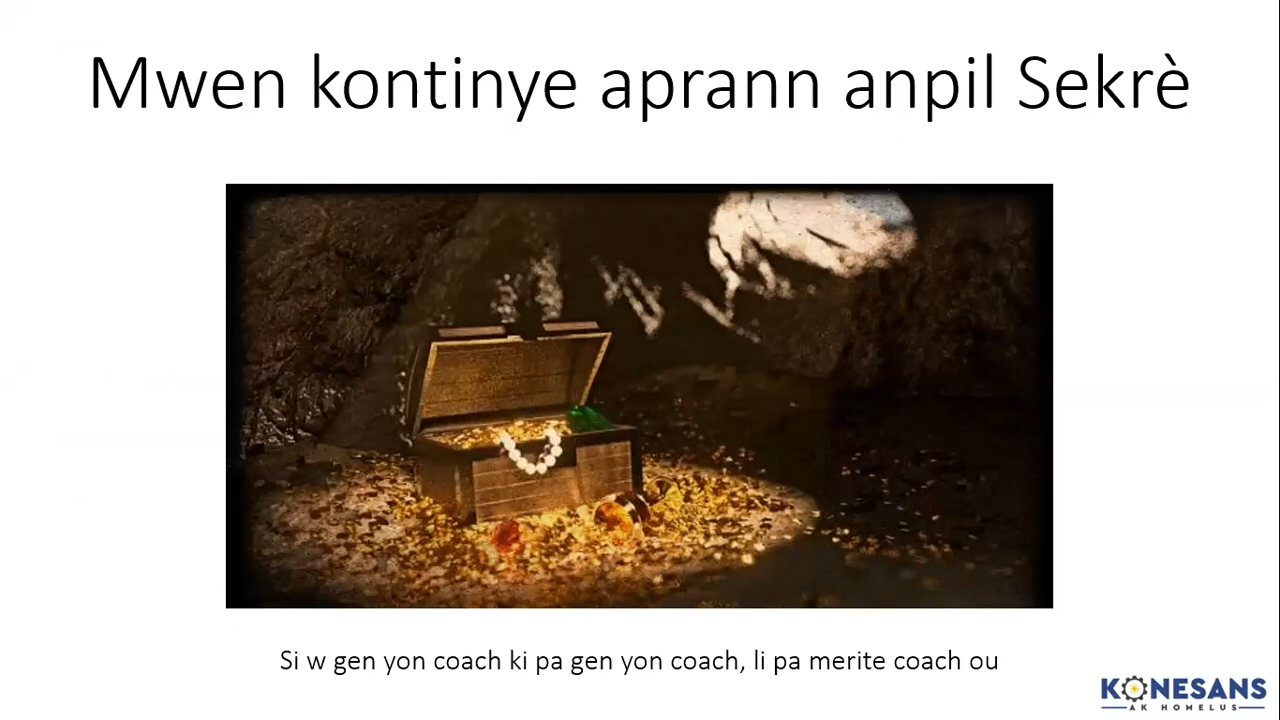 Mwen kontinye aprann anpil Sekrè
Si w gen yon coach ki pa gen yon coach, li pa merite coach ou
KONESANS
AK HOMELUS